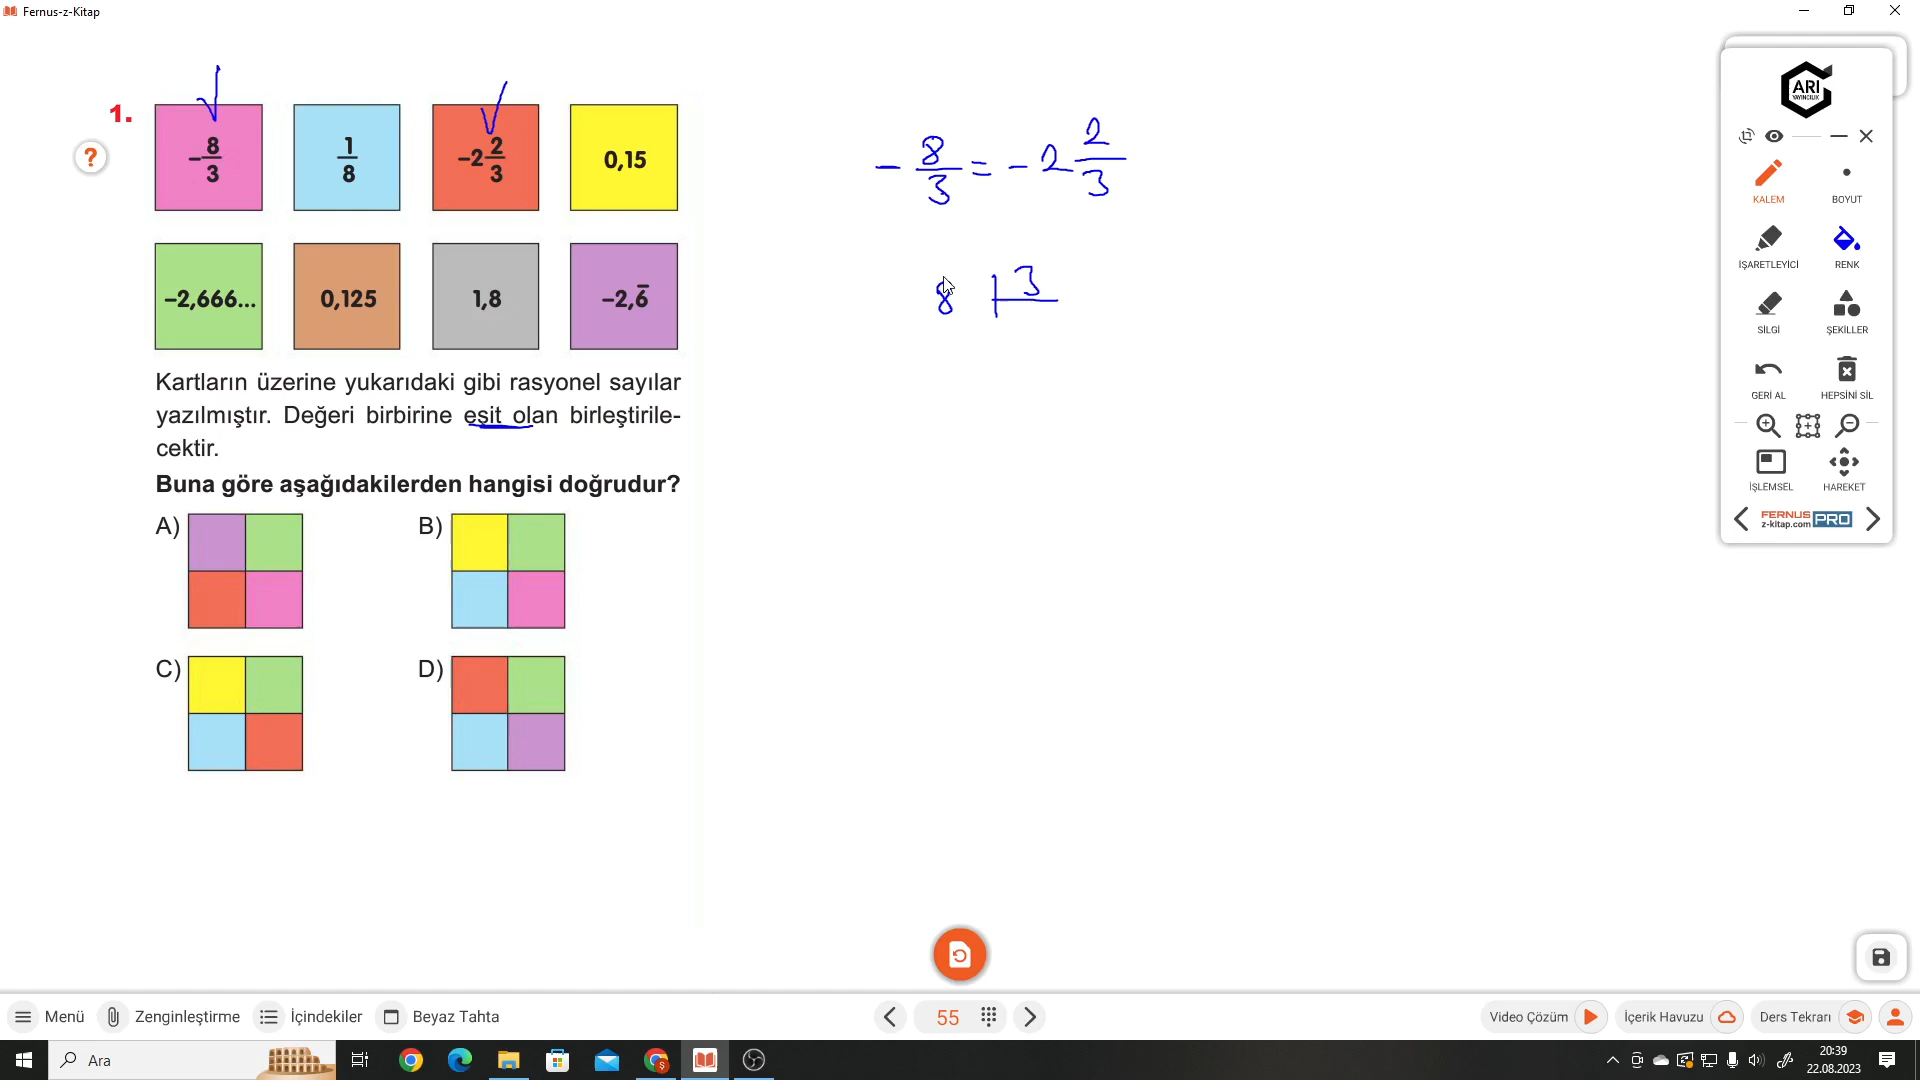 Fernus-z-Kitap
1.
-8/3
1/8
-2 2/3
0,15
?
-2,666...
0,125
1,8
-2,6̅
Kartların üzerine yukarıdaki gibi rasyonel sayılar
yazılmıştır. Değeri birbirine eşit olan birleştirile-
cektir.
Buna göre aşağıdakilerden hangisi doğrudur?
A)
B)
C)
D)
- 8/3 = - 2 2/3
8 3
ARI
YAYINCILIK
KALEM
BOYUT
İŞARETLEYİCİ
RENK
SİLGİ
ŞEKİLLER
GERİ AL
HEPSİNİ SİL
İŞLEMSEL
HAREKET
FERNUS
z-kitap.com PRO
Menü
Zenginleştirme
İçindekiler
Beyaz Tahta
55
Video Çözüm
İçerik Havuzu
Ders Tekrarı
Ara
20:39
22.08.2023